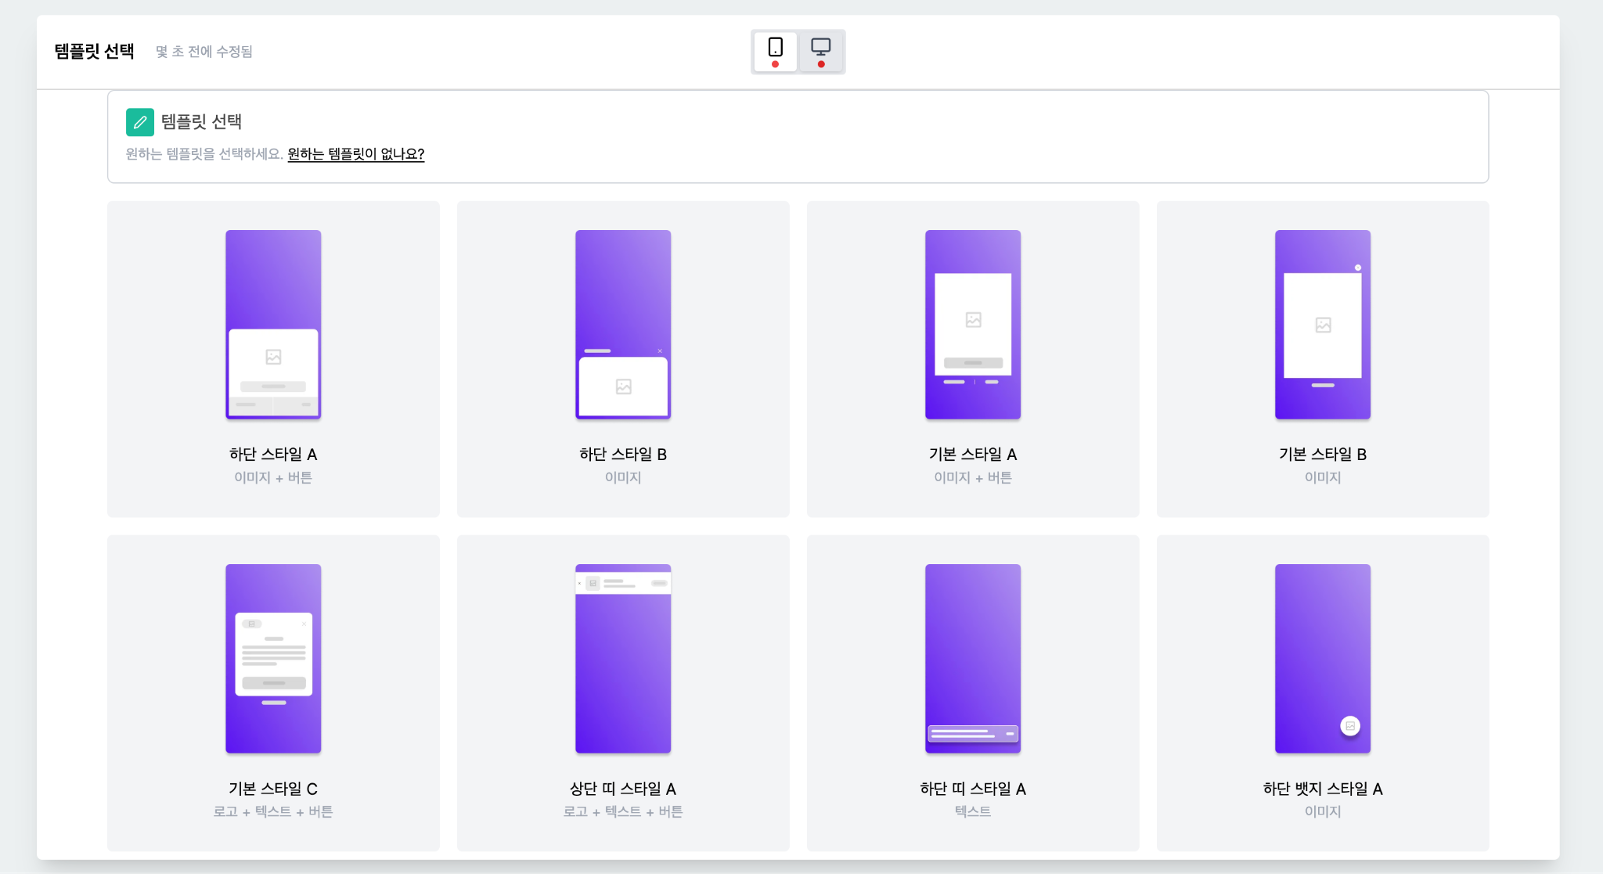 템플릿 선택
몇 초 전에 수정됨
템플릿 선택
원하는 템플릿을 선택하세요. 원하는 템플릿이 없나요?
하단 스타일 A
이미지 + 버튼
하단 스타일 B
이미지
기본 스타일 A
이미지 + 버튼
기본 스타일 B
이미지
기본 스타일 C
로고 + 텍스트 + 버튼
상단 띠 스타일 A
로고 + 텍스트 + 버튼
하단 띠 스타일 A
텍스트
하단 뱃지 스타일 A
이미지